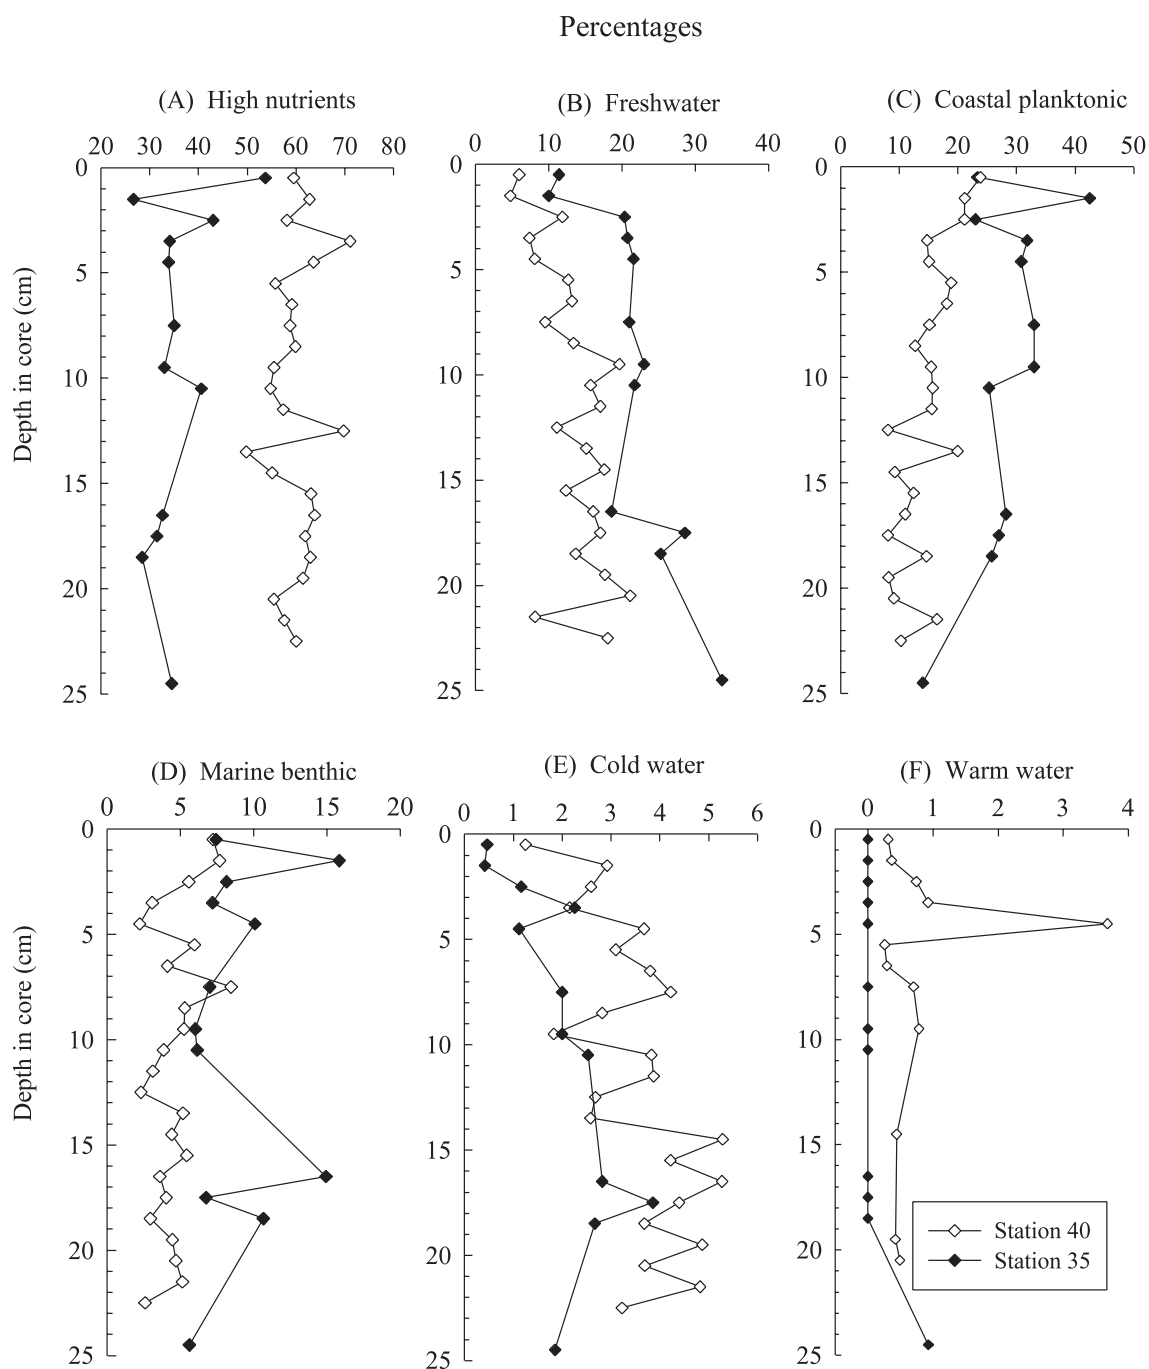 Percentages
(A) High nutrients
(B) Freshwater
(C) Coastal planktonic
20 30 40 50 60 70 80
0 10 20 30 40
0 10 20 30 40 50
Depth in core (cm)
0
5
10
15
20
25
0
5
10
15
20
25
0
5
10
15
20
25
(D) Marine benthic
(E) Cold water
(F) Warm water
0 5 10 15 20
0 1 2 3 4 5 6
0 1 2 3 4
Depth in core (cm)
0
5
10
15
20
25
0
5
10
15
20
25
0
5
10
15
20
25
Station 40
Station 35